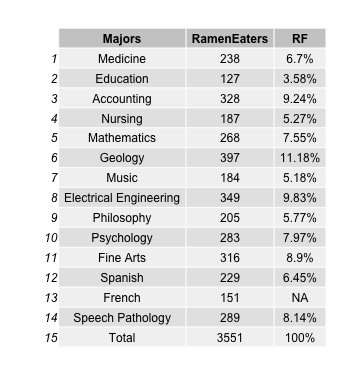 Majors RamenEaters RF
1 Medicine 238 6.7%
2 Education 127 3.58%
3 Accounting 328 9.24%
4 Nursing 187 5.27%
5 Mathematics 268 7.55%
6 Geology 397 11.18%
7 Music 184 5.18%
8 Electrical Engineering 349 9.83%
9 Philosophy 205 5.77%
10 Psychology 283 7.97%
11 Fine Arts 316 8.9%
12 Spanish 229 6.45%
13 French 151 NA
14 Speech Pathology 289 8.14%
15 Total 3551 100%